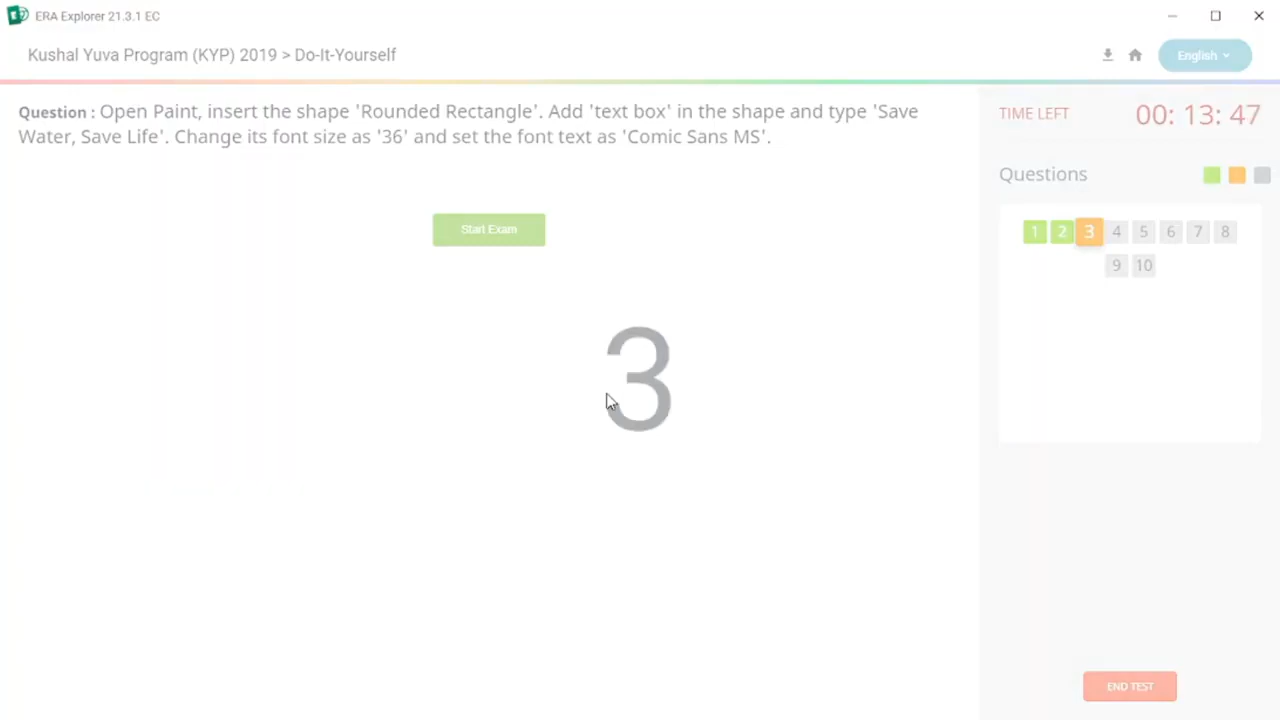 ERA Explorer 21.3.1 EC
Kushal Yuva Program (KYP) 2019 > Do-It-Yourself
English
Question : Open Paint, insert the shape 'Rounded Rectangle'. Add 'text box' in the shape and type 'Save
Water, Save Life'. Change its font size as '36' and set the font text as 'Comic Sans MS'.
TIME LEFT 00: 13: 47
Questions
Start Exam
1 2 3 4 5 6 7 8
9 10
3
END TEST